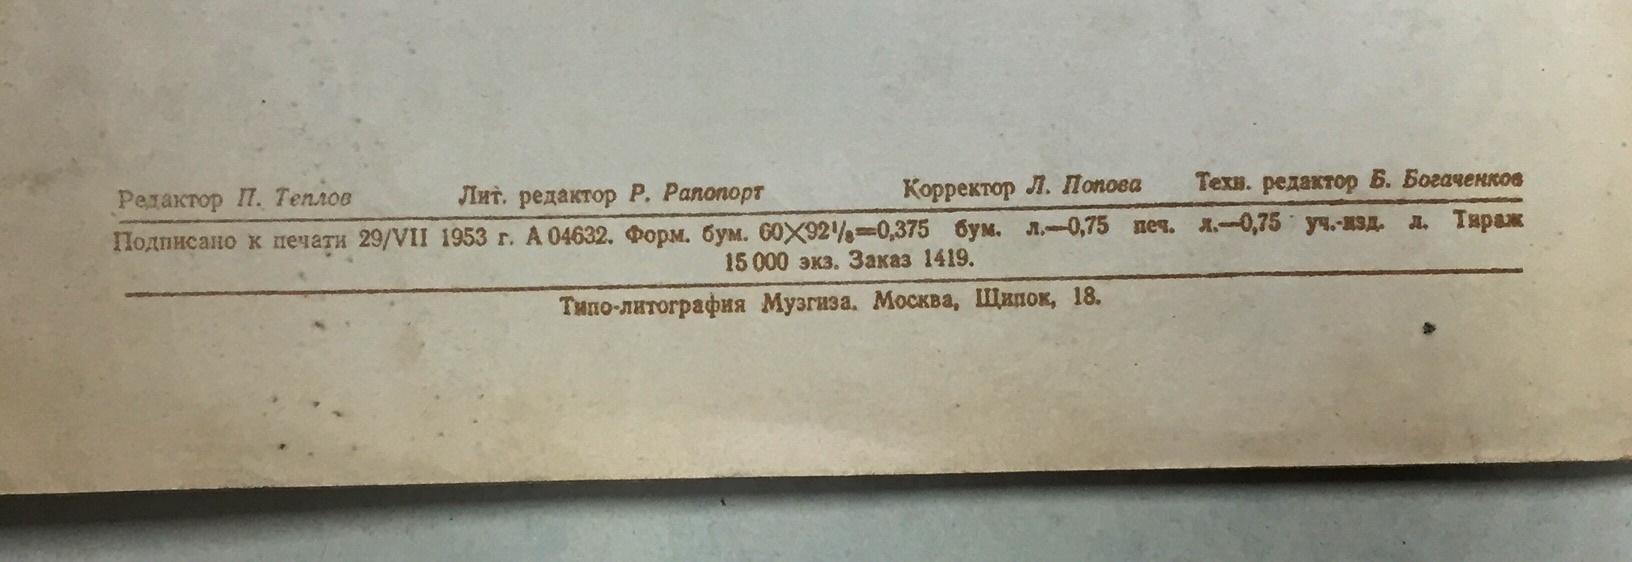 Редактор П. Теплов Лит. редактор Р. Рапопорт Корректор Л. Попова Техн. редактор Б. Богаченков
Подписано к печати 29/VII 1953 г. А 04632. Форм. бум. 60×92⅛=0,375 бум. л.—0,75 печ. л.—0,75 уч.-изд. л. Тираж
15 000 экз. Заказ 1419.
Типо-литография Музгиза. Москва, Щипок, 18.